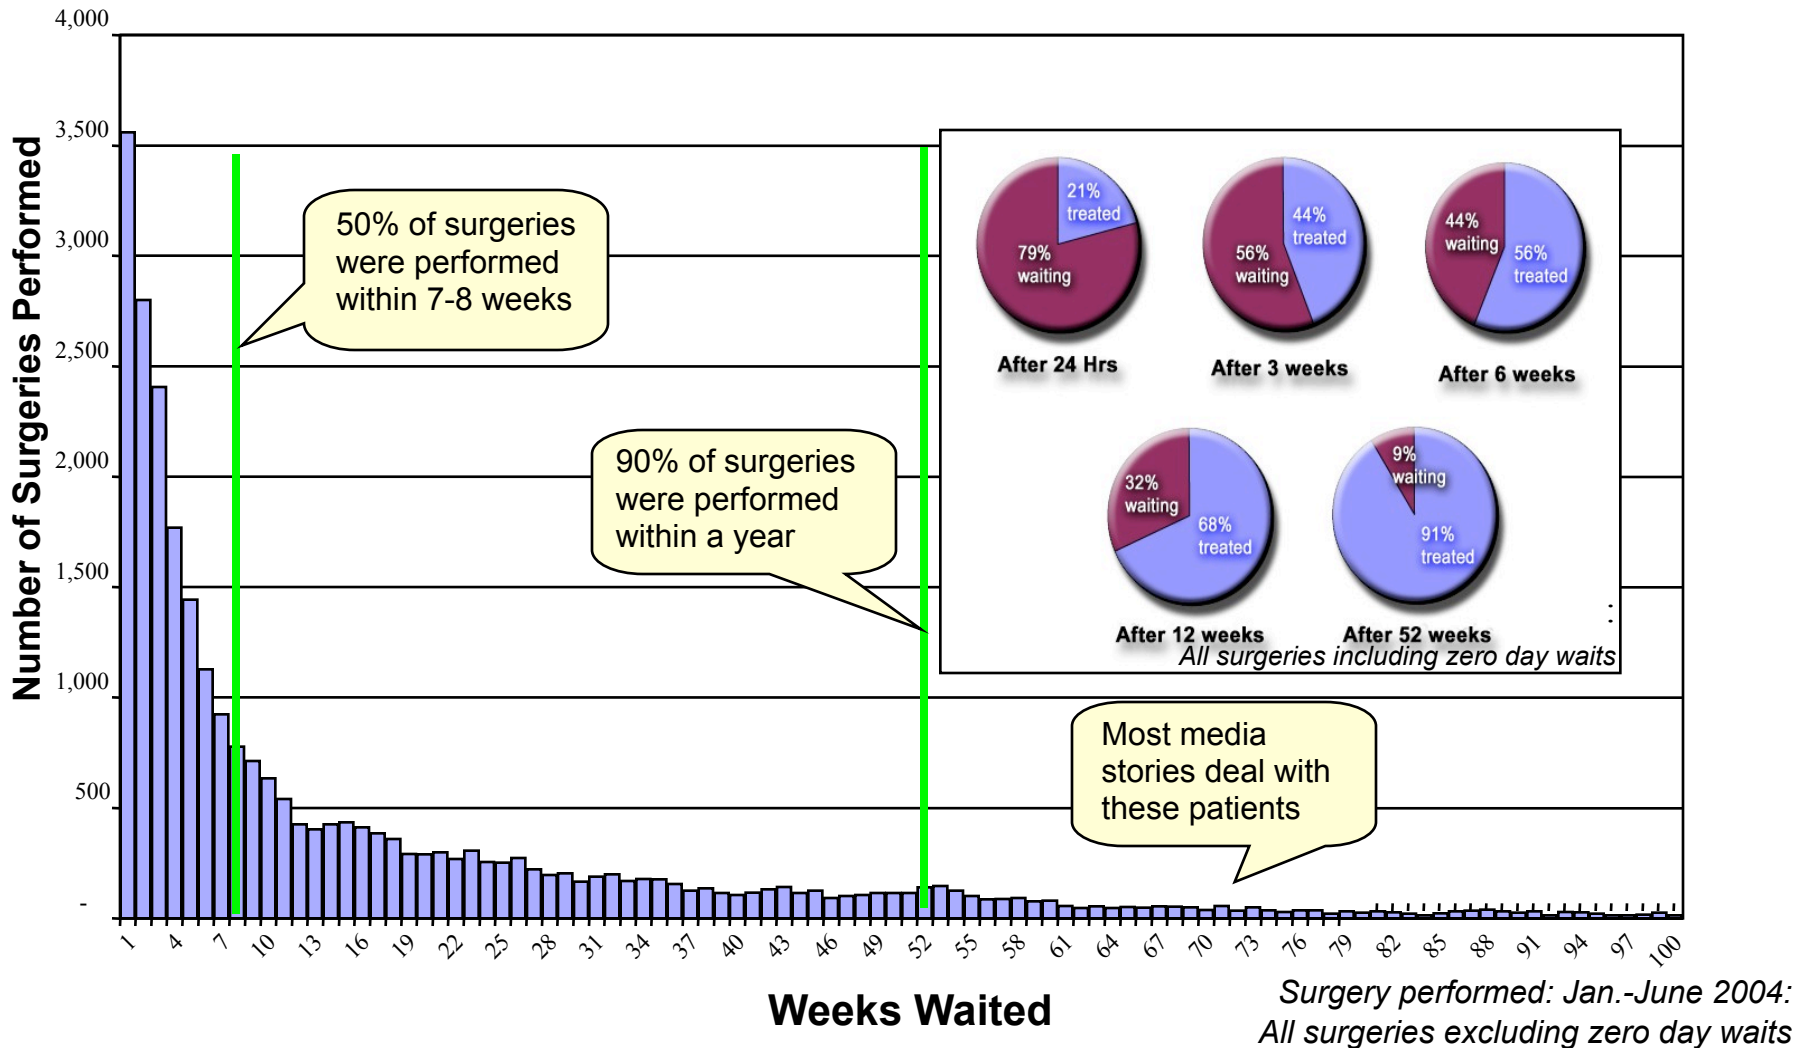 4,000
3,500
3,000
2,500
2,000
1,500
1,000
500
-
Number of Surgeries Performed
50% of surgeries
were performed
within 7-8 weeks
90% of surgeries
were performed
within a year
21%
treated
79%
waiting
After 24 Hrs
44%
treated
56%
waiting
After 3 weeks
44%
waiting
56%
treated
After 6 weeks
32%
waiting
68%
treated
After 12 weeks
9%
waiting
91%
treated
After 52 weeks
:
All surgeries including zero day waits
Most media
stories deal with
these patients
1 4 7 10 13 16 19 22 25 28 31 34 37 40 43 46 49 52 55 58 61 64 67 70 73 76 79 82 85 88 91 94 97 100
Weeks Waited
Surgery performed: Jan.-June 2004:
All surgeries excluding zero day waits